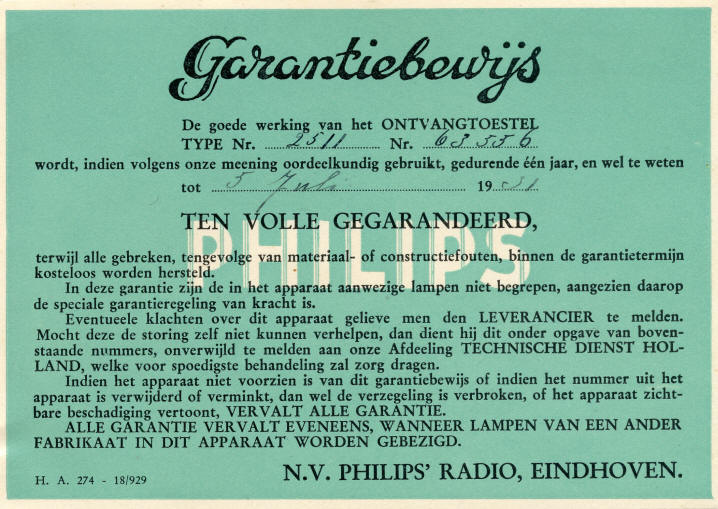 Garantiebewijs
De goede werking van het ONTVANGTOESTEL
TYPE Nr. 2511 Nr. 63556
wordt, indien volgens onze meening oordeelkundig gebruikt, gedurende één jaar, en wel te weten
tot 5 Juli 1931
TEN VOLLE GEGARANDEERD,
PHILIPS
terwijl alle gebreken, tengevolge van materiaal- of constructiefouten, binnen de garantietermijn
kosteloos worden hersteld.
In deze garantie zijn de in het apparaat aanwezige lampen niet begrepen, aangezien daarop
de speciale garantieregeling van kracht is.
Eventueele klachten over dit apparaat gelieve men den LEVERANCIER te melden.
Mocht deze de storing zelf niet kunnen verhelpen, dan dient hij dit onder opgave van boven-
staande nummers, onverwijld te melden aan onze Afdeeling TECHNISCHE DIENST HOL-
LAND, welke voor spoedigste behandeling zal zorg dragen.
Indien het apparaat niet voorzien is van dit garantiebewijs of indien het nummer uit het
apparaat is verwijderd of verminkt, dan wel de verzegeling is verbroken, of het apparaat zicht-
bare beschadiging vertoont, VERVALT ALLE GARANTIE.
ALLE GARANTIE VERVALT EVENEENS, WANNEER LAMPEN VAN EEN ANDER
FABRIKAAT IN DIT APPARAAT WORDEN GEBEZIGD.
H. A. 274 - 18/929
N.V. PHILIPS' RADIO, EINDHOVEN.